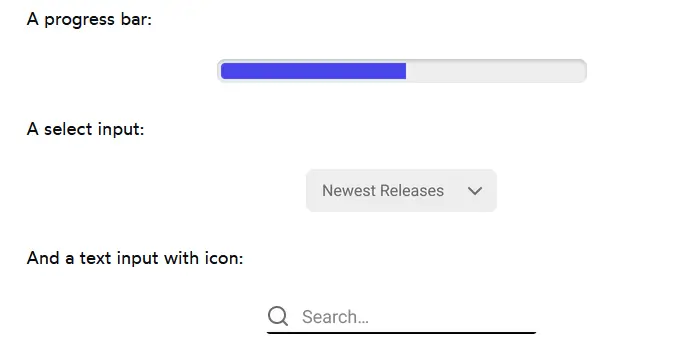 A progress bar:
A select input:
Newest Releases
And a text input with icon:
Search...